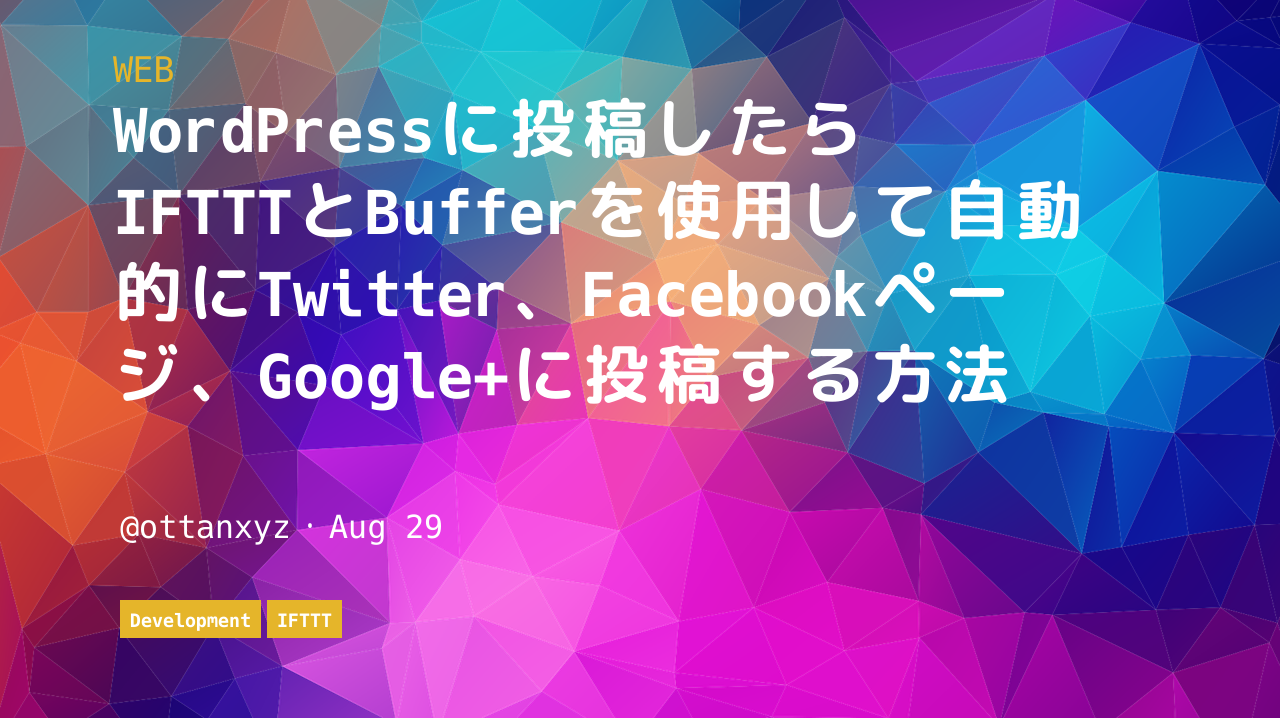 WEB
WordPressに投稿したら
IFTTTとBufferを使用して自動
的にTwitter、Facebookペー
ジ、Google+に投稿する方法
@ottanxyz · Aug 29
Development IFTTT